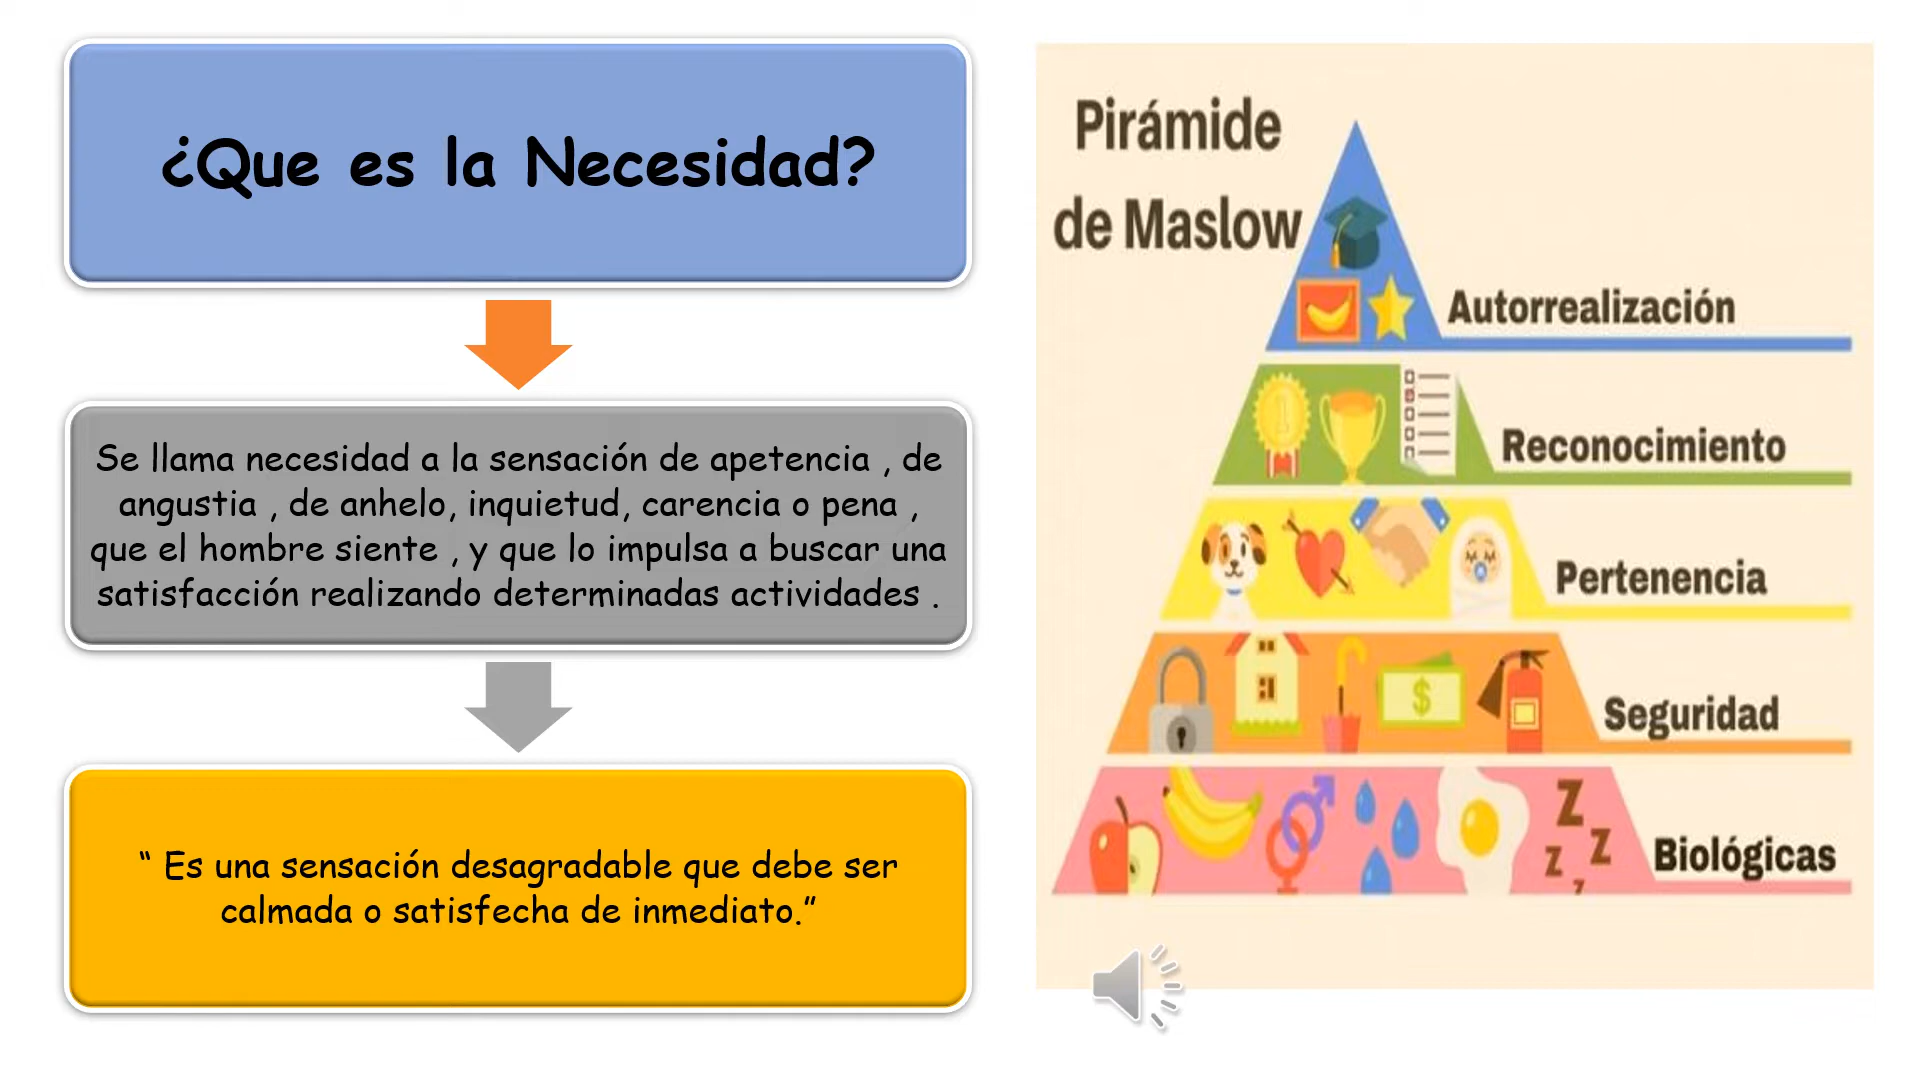 ¿Que es la Necesidad?
Se llama necesidad a la sensación de apetencia , de
angustia , de anhelo, inquietud, carencia o pena ,
que el hombre siente , y que lo impulsa a buscar una
satisfacción realizando determinadas actividades .
“ Es una sensación desagradable que debe ser
calmada o satisfecha de inmediato.”
Pirámide
de Maslow
Autorrealización
1
Reconocimiento
Pertenencia
$
Seguridad
Z
Z
Z
Z
Biológicas